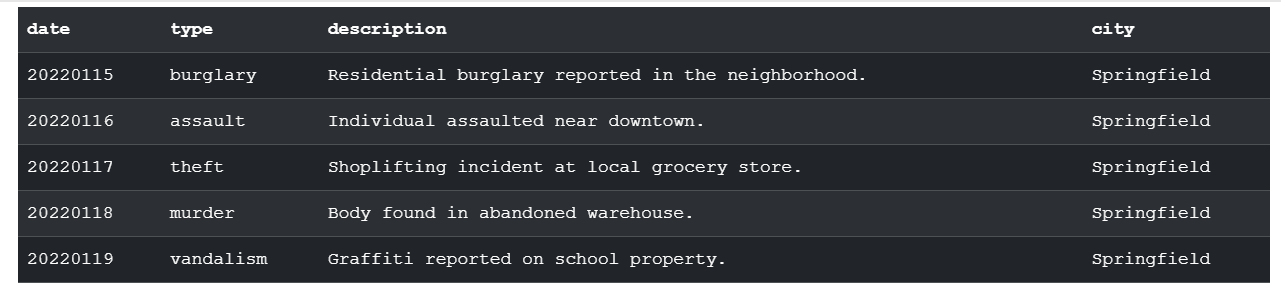 date type description city
20220115 burglary Residential burglary reported in the neighborhood. Springfield
20220116 assault Individual assaulted near downtown. Springfield
20220117 theft Shoplifting incident at local grocery store. Springfield
20220118 murder Body found in abandoned warehouse. Springfield
20220119 vandalism Graffiti reported on school property. Springfield